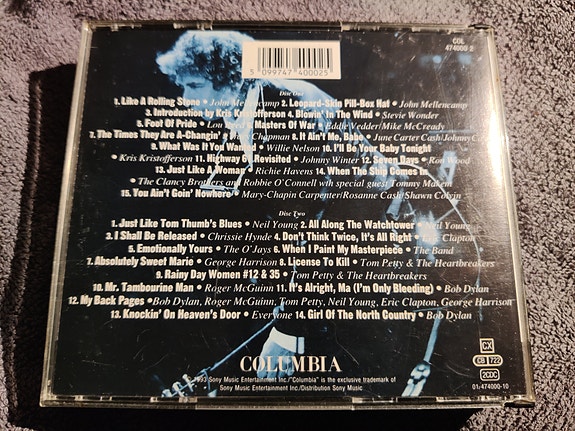 COL
474000 2
5 099747 400025
Disc One
1. Like A Rolling Stone • John Mellencamp 2. Leopard-Skin Pill-Box Hat • John Mellencamp
3. Introduction by Kris Kristofferson 4. Blowin' In The Wind • Stevie Wonder
5. Foot Of Pride • Lou Reed 6. Masters Of War • Eddie Vedder/Mike McCready
7. The Times They Are A-Changin' • Tracy Chapman 8. It Ain't Me, Babe • June Carter Cash/Johnny
9. What Was It You Wanted • Willie Nelson 10. I'll Be Your Baby Tonight
• Kris Kristofferson 11. Highway 61 Revisited • Johnny Winter 12. Seven Days • Ron Wood
13. Just Like A Woman • Richie Havens 14. When The Ship Comes In
• The Clancy Brothers and Robbie O'Connell wth special guest Tommy Makem
15. You Ain't Goin' Nowhere • Mary-Chapin Carpenter/Rosanne Cash/Shawn Colvin
Disc Two
1. Just Like Tom Thumb's Blues • Neil Young 2. All Along The Watchtower • Neil Young
3. I Shall Be Released • Chrissie Hynde 4. Don't Think Twice, It's All Right • Eric Clapton
5. Emotionally Yours • The O'Jays 6. When I Paint My Masterpiece • The Band
7. Absolutely Sweet Marie • George Harrison 8. License To Kill • Tom Petty & The Heartbreakers
9. Rainy Day Women #12 & 35 • Tom Petty & The Heartbreakers
10. Mr. Tambourine Man • Roger McGuinn 11. It's Alright, Ma (I'm Only Bleeding) • Bob Dylan
12. My Back Pages •Bob Dylan, Roger McGuinn, Tom Petty, Neil Young, Eric Clapton, George Harrison
13. Knockin' On Heaven's Door • Everyone 14. Girl Of The North Country • Bob Dylan
COLUMBIA
1993 Sony Music Entertainment Inc./"Columbia" is the exclusive trademark of
Sony Music Entertainment Inc./Distribution Sony Music
CX
CB 722
2CDC
01-474000-10